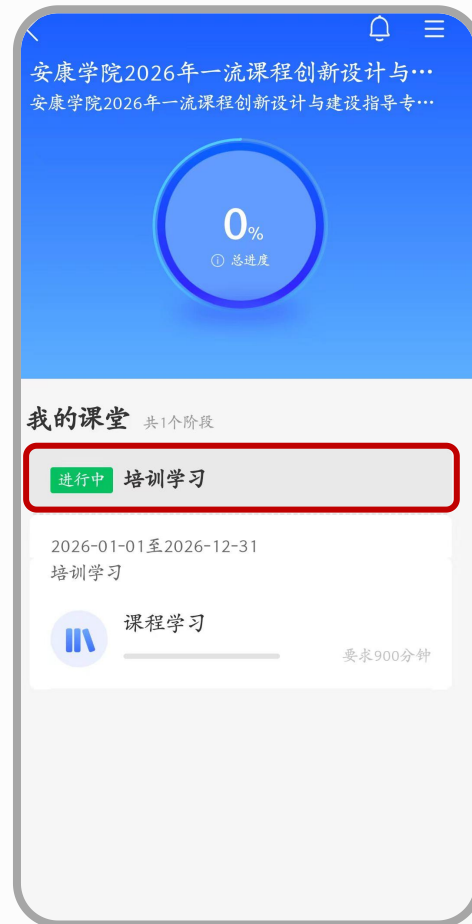 安康学院2026年一流课程创新设计与···
安康学院2026年一流课程创新设计与建设指导专···
0%
总进度
我的课堂 共1个阶段
进行中 培训学习
2026-01-01至2026-12-31
培训学习
课程学习
要求900分钟